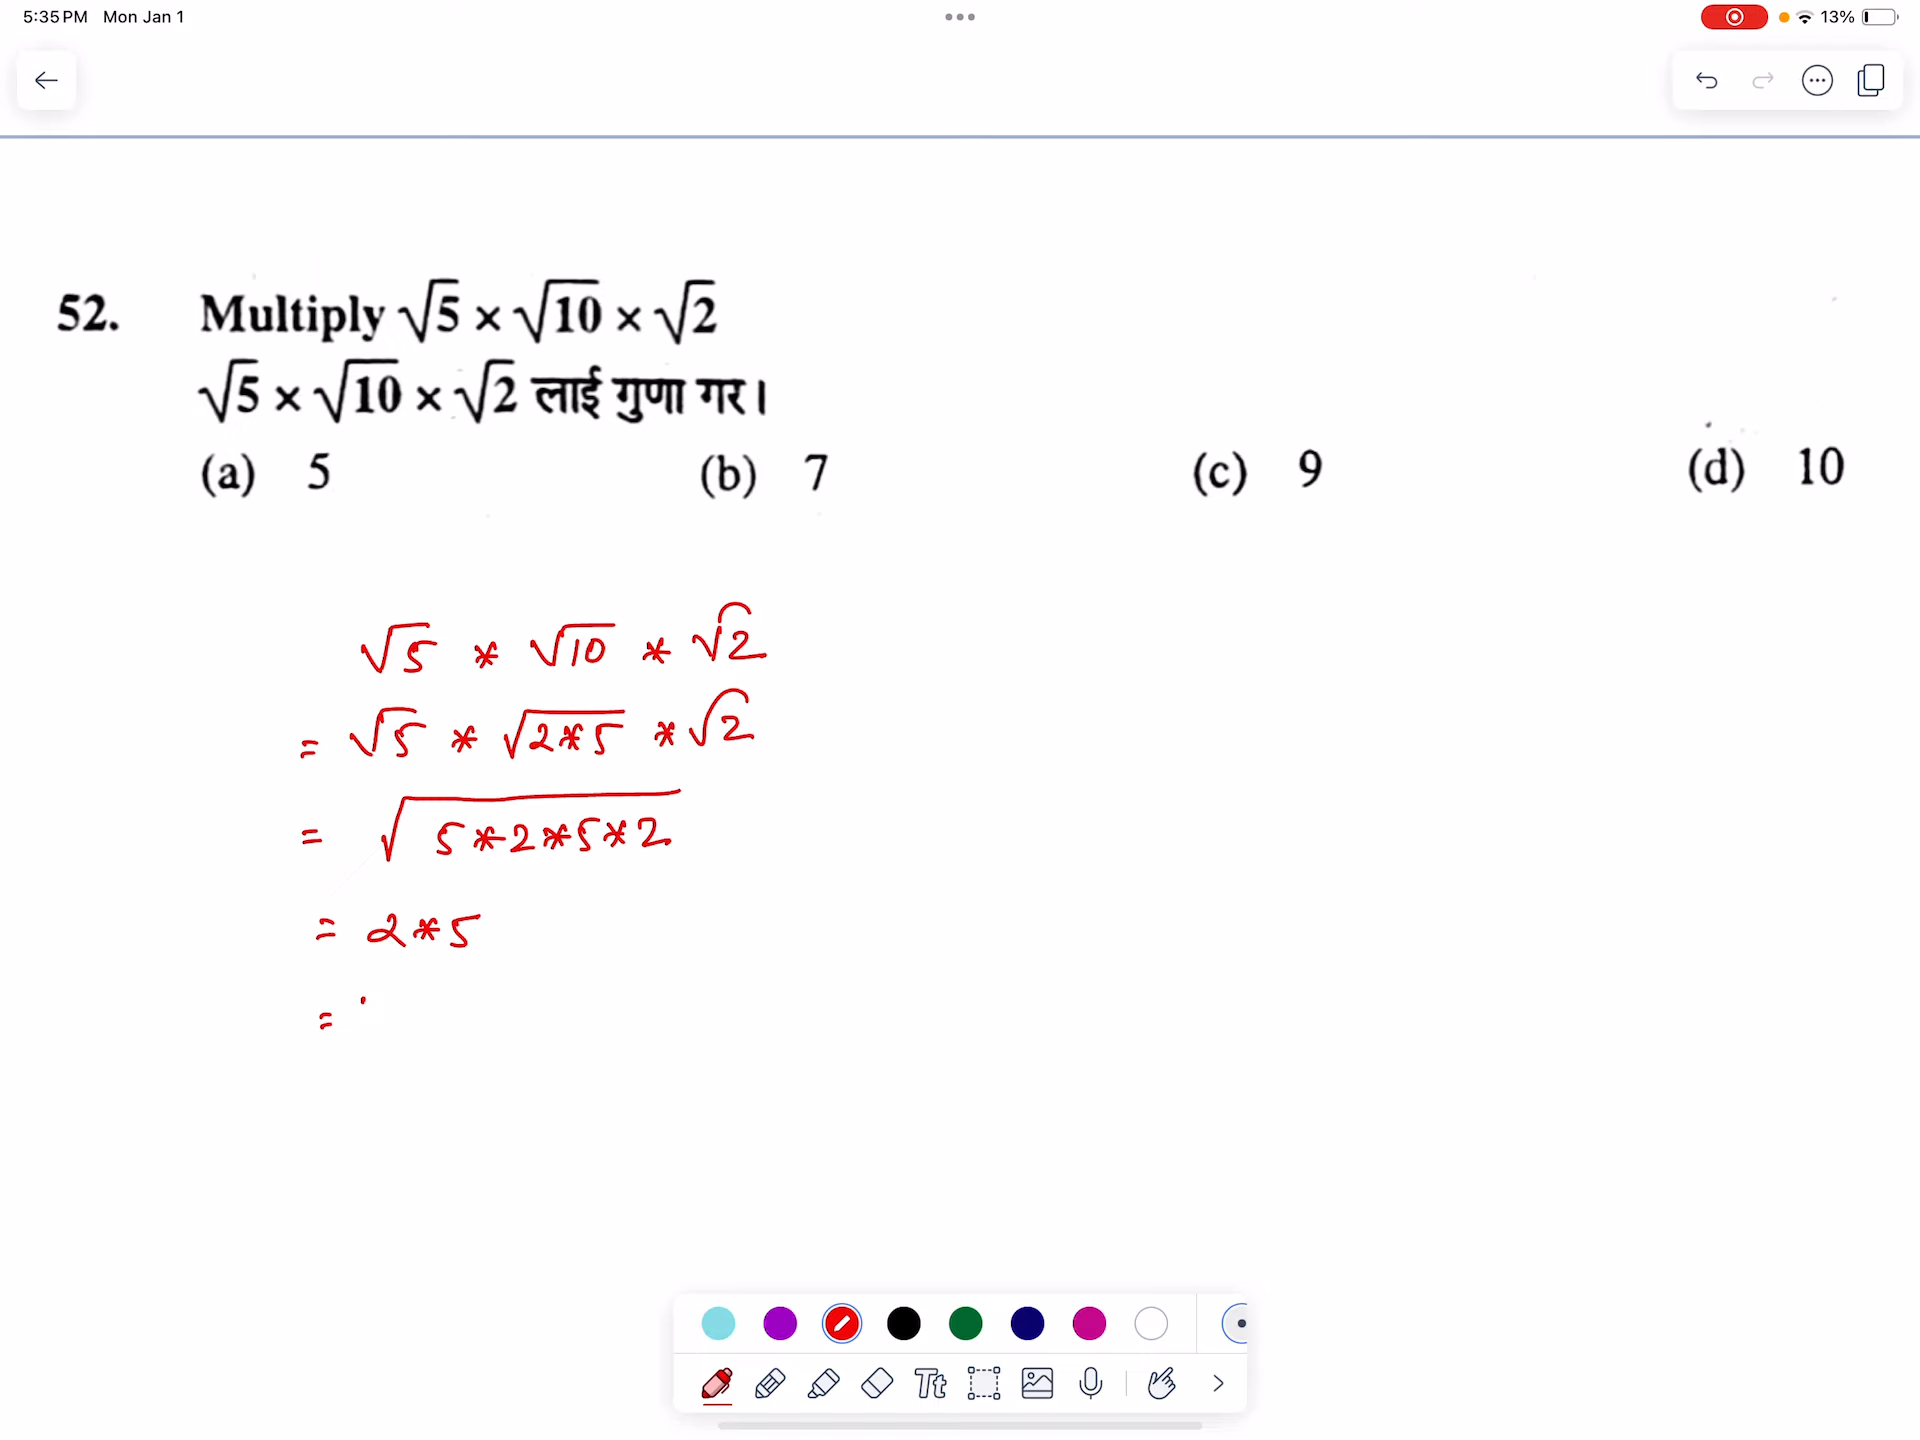 5:35 PM Mon Jan 1
13%
52. Multiply √5 × √10 × √2
√5 × √10 × √2 लाई गुणा गर।
(a) 5 (b) 7 (c) 9 (d) 10
√5 * √10 * √2
= √5 * √2*5 * √2
= √5*2*5*2
= 2*5
=
Tt